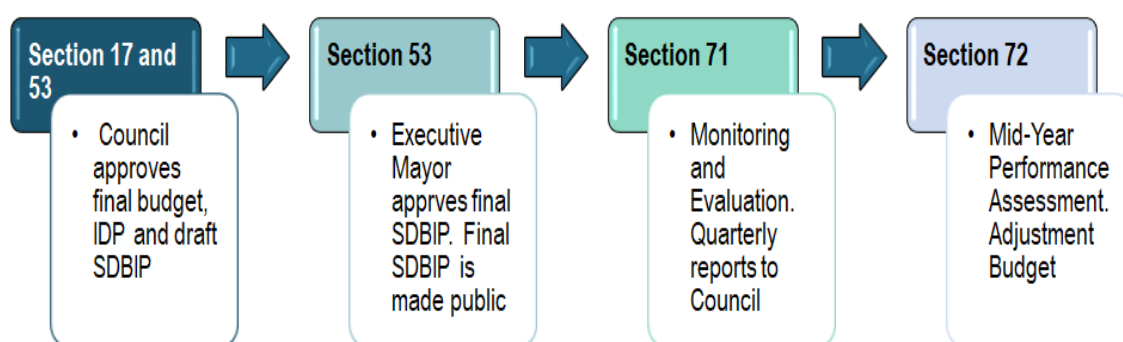 Section 17 and
53
• Council
approves
final budget,
IDP and draft
SDBIP
Section 53
• Executive
Mayor
apprves final
SDBIP. Final
SDBIP is
made public
Section 71
• Monitoring
and
Evaluation.
Quarterly
reports to
Council
Section 72
• Mid-Year
Performance
Assessment.
Adjustment
Budget